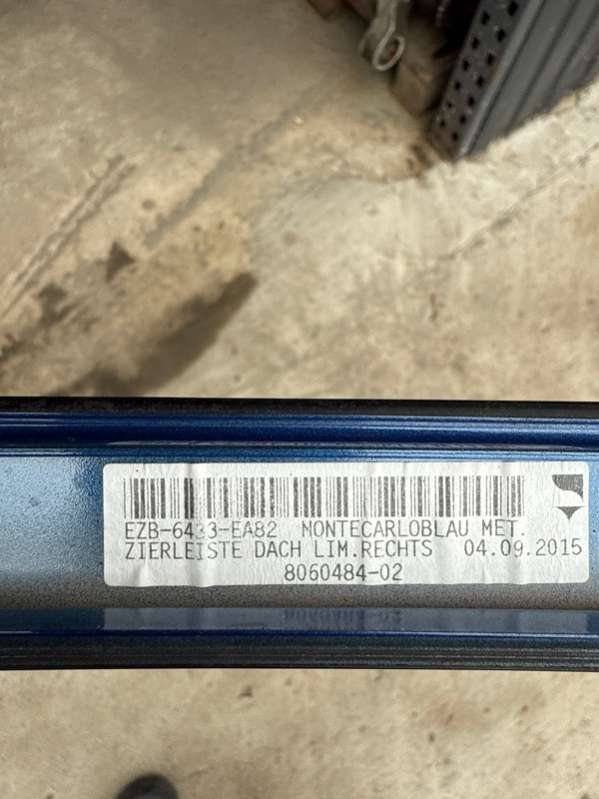 EZB-6433-EA82 MONTECARLOBLAU MET.
ZIERLEISTE DACH LIM.RECHTS 04.09.2015
8060484-02